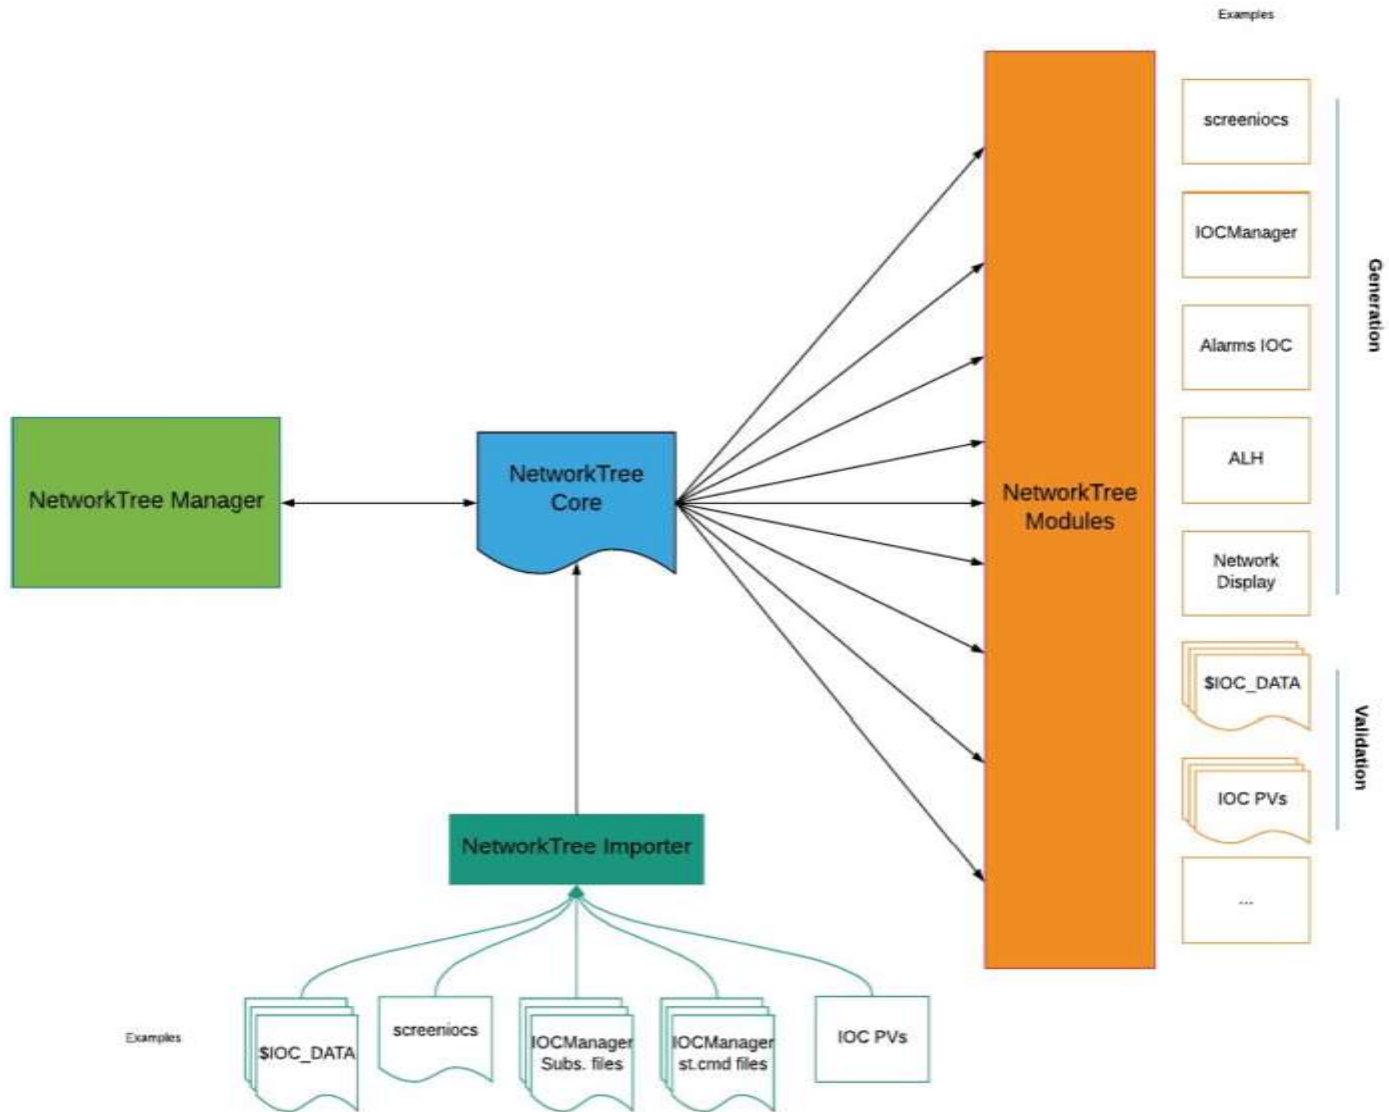 Examples
screeniocs
IOCManager
Generation
Alarms IOC
ALH
NetworkTree Manager
NetworkTree
Core
NetworkTree
Modules
Network
Display
$IOC_DATA
Validation
IOC PVs
...
NetworkTree Importer
Examples
$IOC_DATA
screeniocs
IOCManager
Subs. files
IOCManager
st.cmd files
IOC PVs